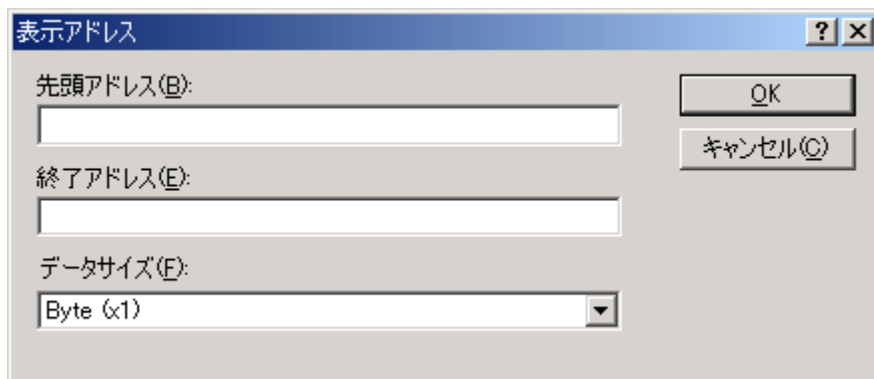 表示アドレス
?
先頭アドレス(B):
OK
キャンセル(C)
終了アドレス(E):
データサイズ(F):
Byte (x1)